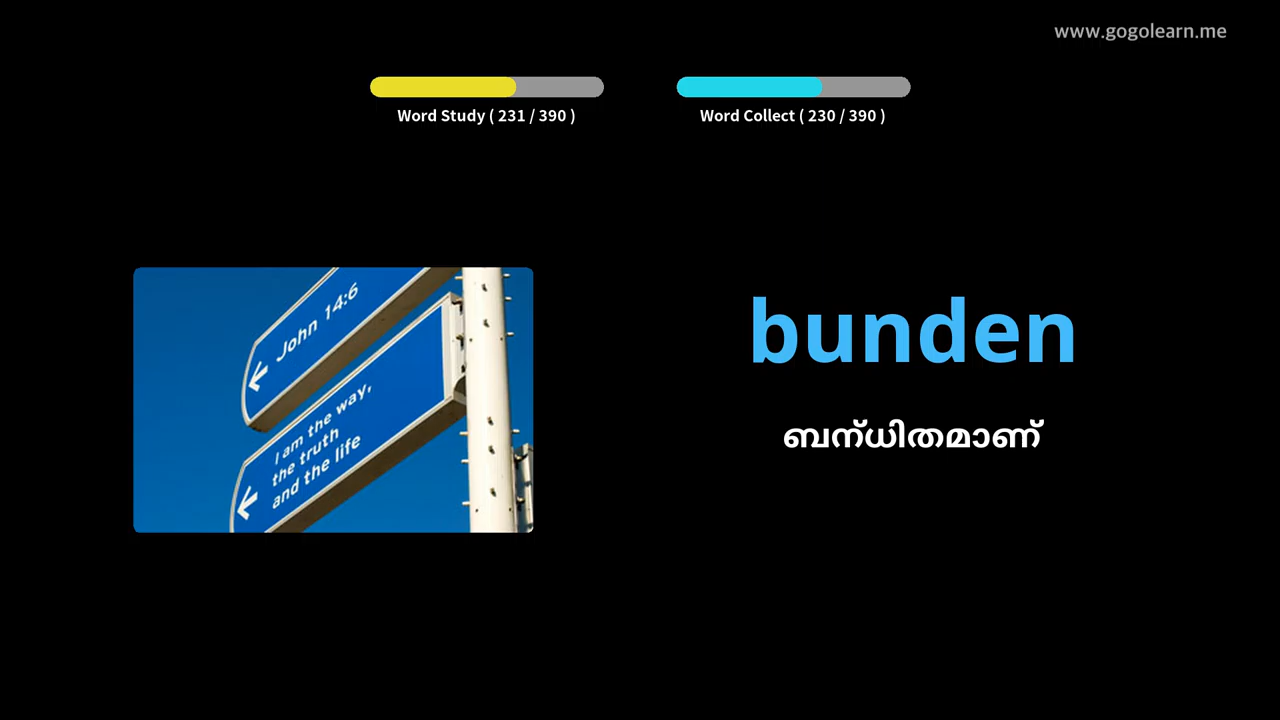 www.gogolearn.me
Word Study ( 231 / 390 )
Word Collect ( 230 / 390 )
John 14:6
I am the way,
the truth
and the life
bunden
ബന്ധിതമാണ്